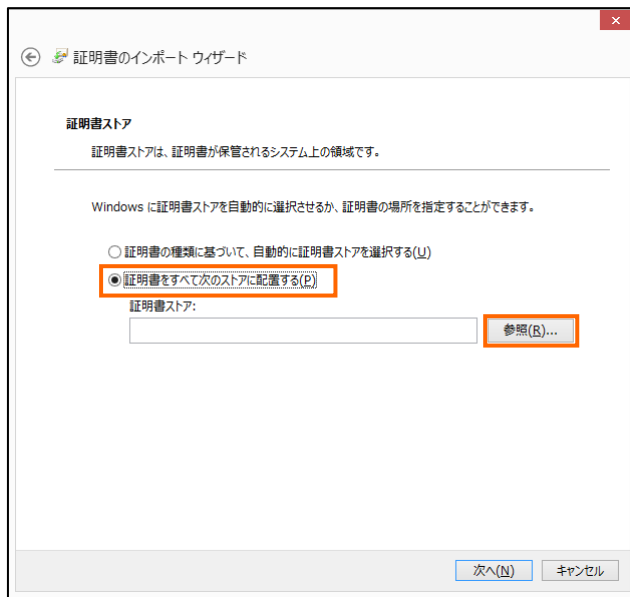 証明書のインポート ウィザード
証明書ストア
証明書ストアは、証明書が保管されるシステム上の領域です。
Windows に証明書ストアを自動的に選択させるか、証明書の場所を指定することができます。
証明書の種類に基づいて、自動的に証明書ストアを選択する(U)
証明書をすべて次のストアに配置する(P)
証明書ストア:
参照(R)...
次へ(N) キャンセル